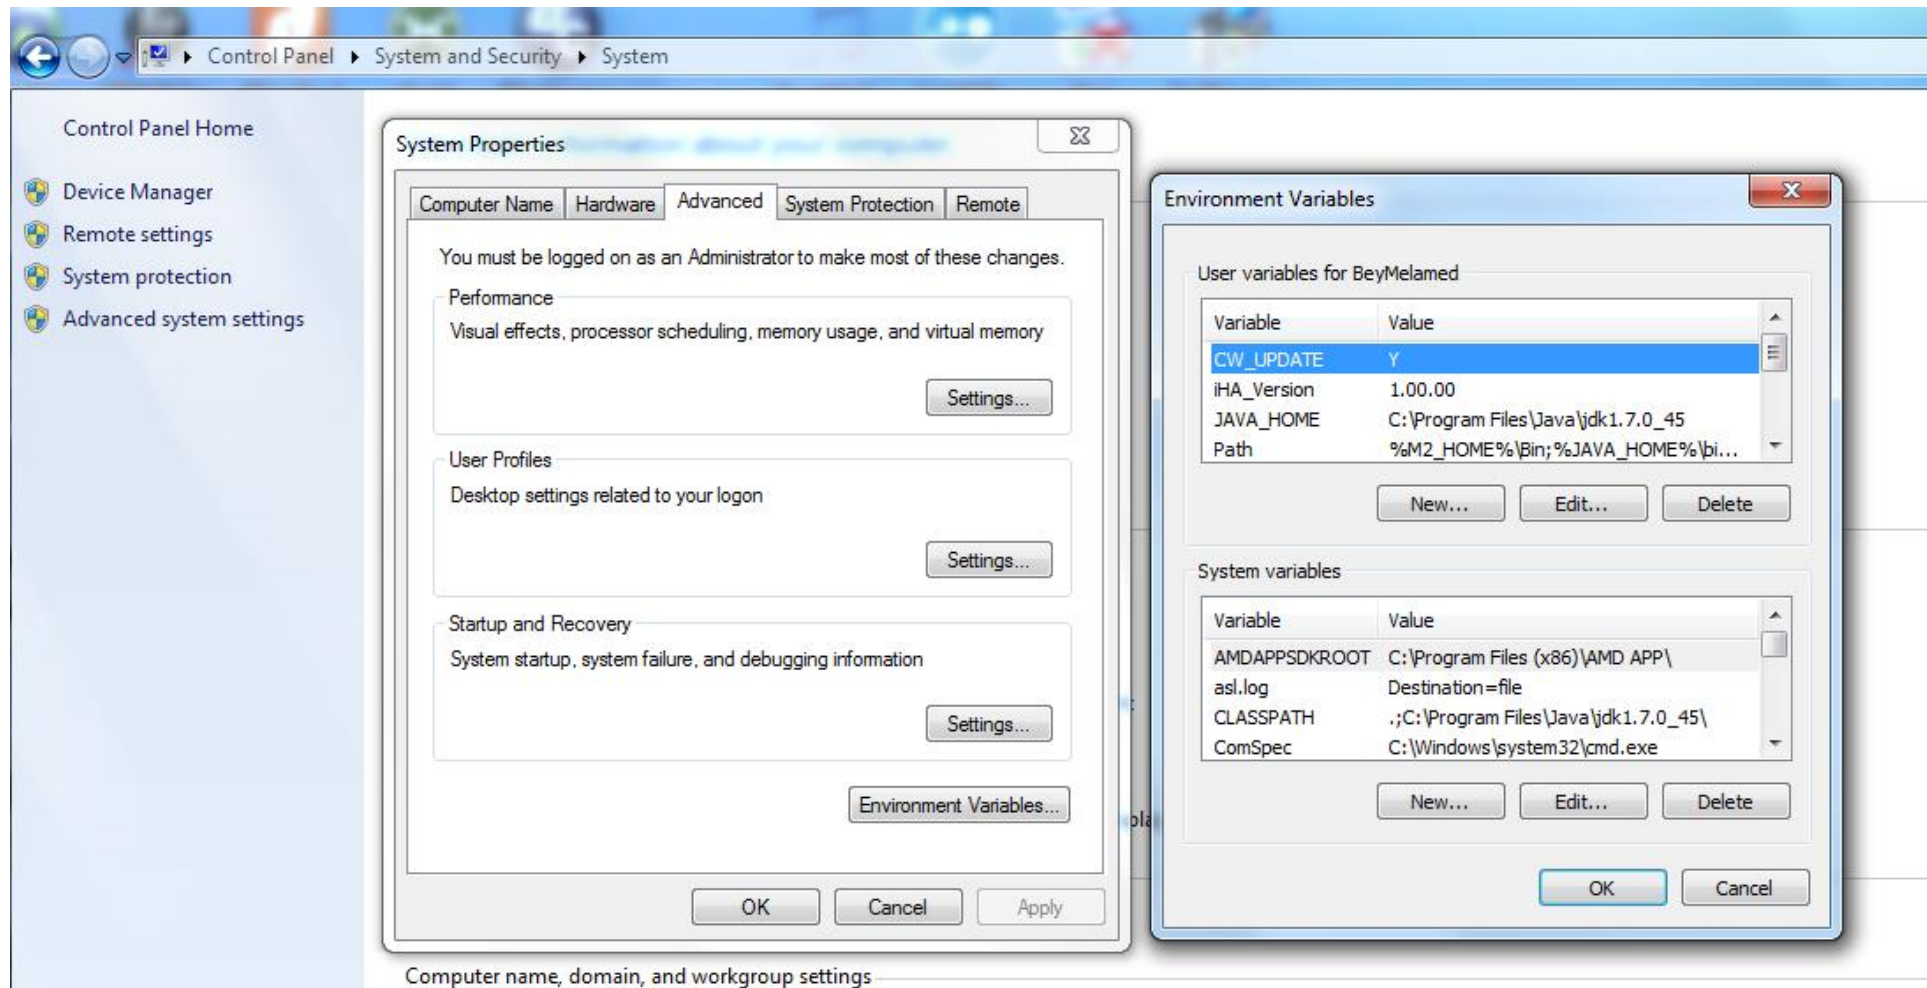 Control Panel ▸ System and Security ▸ System
Control Panel Home
Device Manager
Remote settings
System protection
Advanced system settings
System Properties
Computer Name Hardware Advanced System Protection Remote
You must be logged on as an Administrator to make most of these changes.
Performance
Visual effects, processor scheduling, memory usage, and virtual memory
Settings...
User Profiles
Desktop settings related to your logon
Settings...
Startup and Recovery
System startup, system failure, and debugging information
Settings...
Environment Variables...
OK Cancel Apply
Environment Variables
User variables for BeyMelamed
Variable Value
CW_UPDATE Y
iHA_Version 1.00.00
JAVA_HOME C:\Program Files\Java\jdk1.7.0_45
Path %M2_HOME%\Bin;%JAVA_HOME%\bi...
New... Edit... Delete
System variables
Variable Value
AMDAPPSDKROOT C:\Program Files (x86)\AMD APP\
asl.log Destination=file
CLASSPATH .;C:\Program Files\Java\jdk1.7.0_45\
ComSpec C:\Windows\system32\cmd.exe
New... Edit... Delete
OK Cancel
Computer name, domain, and workgroup settings